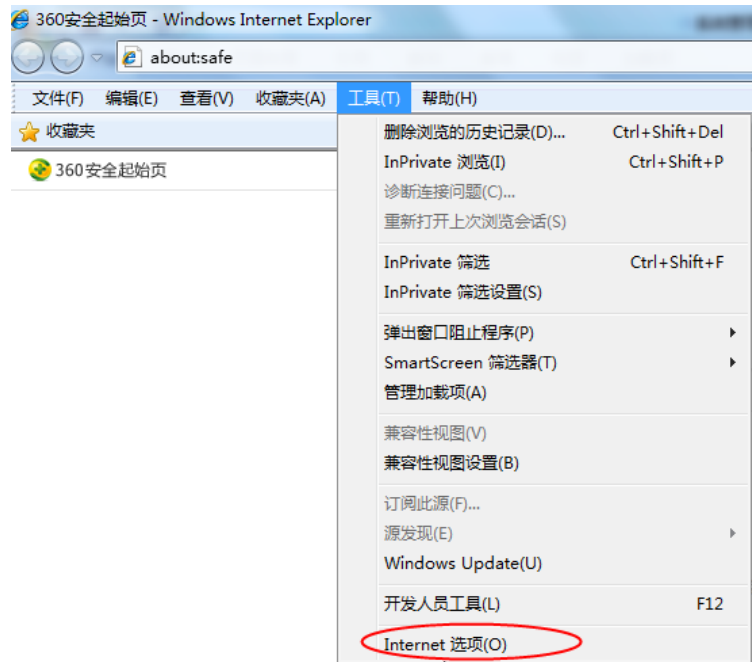 360安全起始页 - Windows Internet Explorer
about:safe
文件(F) 编辑(E) 查看(V) 收藏夹(A) 工具(T) 帮助(H)
收藏夹
360安全起始页
删除浏览的历史记录(D)... Ctrl+Shift+Del
InPrivate 浏览(I) Ctrl+Shift+P
诊断连接问题(C)...
重新打开上次浏览会话(S)
InPrivate 筛选 Ctrl+Shift+F
InPrivate 筛选设置(S)
弹出窗口阻止程序(P)
SmartScreen 筛选器(T)
管理加载项(A)
兼容性视图(V)
兼容性视图设置(B)
订阅此源(F)...
源发现(E)
Windows Update(U)
开发人员工具(L) F12
Internet 选项(O)